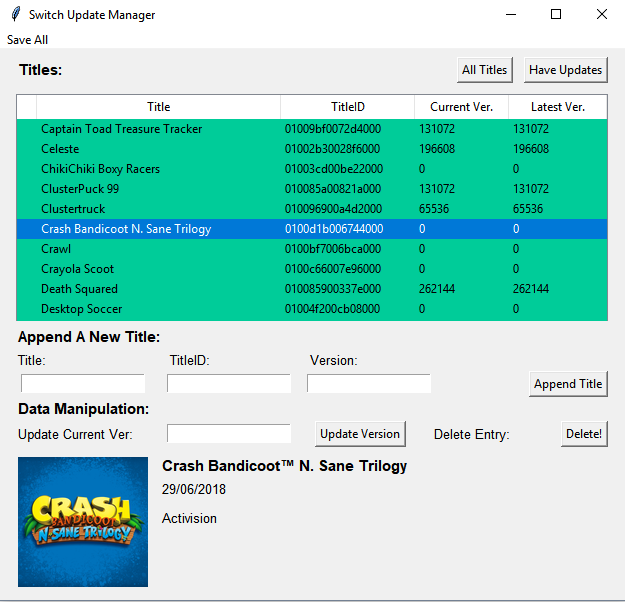 Switch Update Manager
Save All
Titles: All Titles Have Updates
Title TitleID Current Ver. Latest Ver.
Captain Toad Treasure Tracker 01009bf0072d4000 131072 131072
Celeste 01002b30028f6000 196608 196608
ChikiChiki Boxy Racers 01003cd00be22000 0 0
ClusterPuck 99 010085a00821a000 131072 131072
Clustertruck 010096900a4d2000 65536 65536
Crash Bandicoot N. Sane Trilogy 0100d1b006744000 0 0
Crawl 0100bf7006bca000 0 0
Crayola Scoot 0100c66007e96000 0 0
Death Squared 010085900337e000 262144 262144
Desktop Soccer 01004f200cb08000 0 0
Append A New Title:
Title: TitleID: Version:
Append Title
Data Manipulation:
Update Current Ver: Update Version Delete Entry: Delete!
Crash Bandicoot™ N. Sane Trilogy
29/06/2018
Activision
CRASH
BANDICOOT
N. SANE TRILOGY